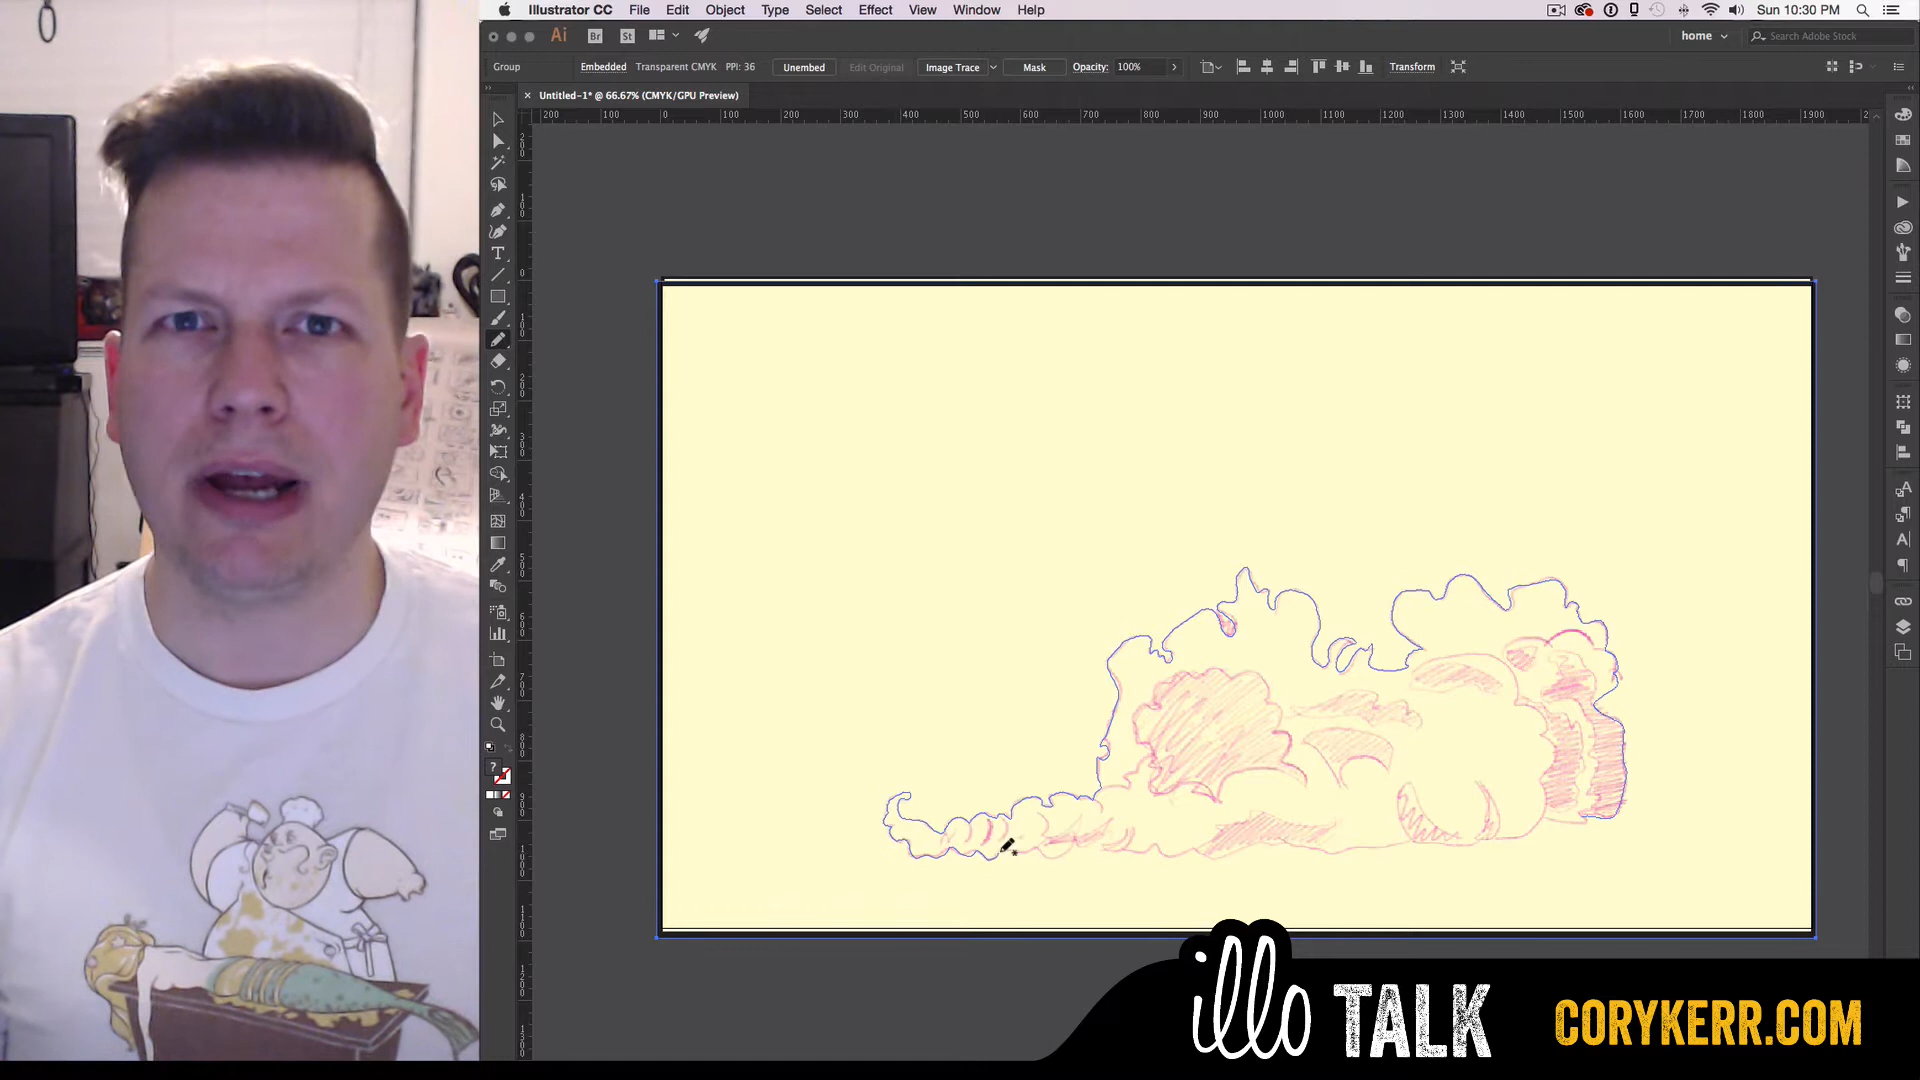 Illustrator CC File Edit Object Type Select Effect View Window Help Sun 10:30 PM
Ai Br St home Search Adobe Stock
Group Embedded Transparent CMYK PPI: 36 Unembed Edit Original Image Trace Mask Opacity: 100% Transform
× Untitled-1* @ 66.67% (CMYK/GPU Preview)
200 100 0 100 200 300 400 500 600 700 800 900 1000 1100 1200 1300 1400 1500 1600 1700 1800 1900
illo TALK CORYKERR.COM